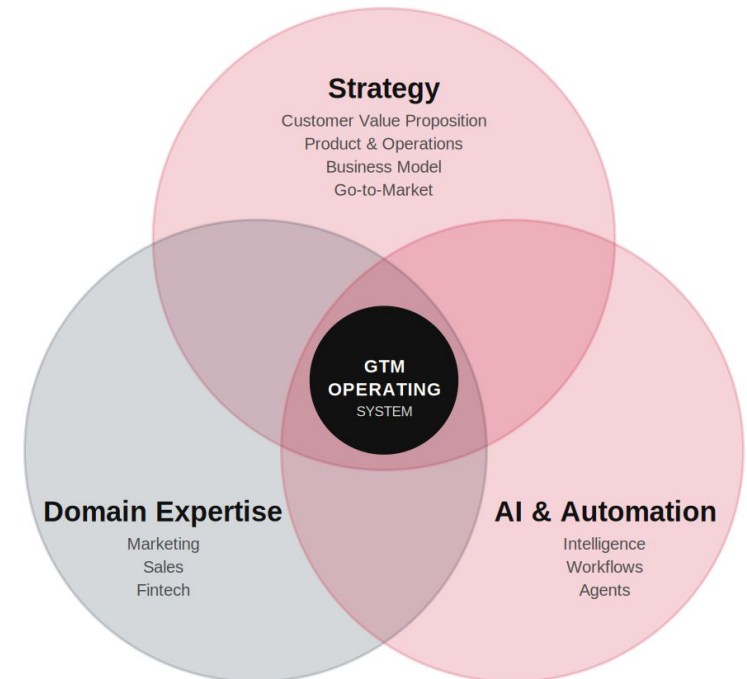 Strategy
Customer Value Proposition
Product & Operations
Business Model
Go-to-Market
GTM
OPERATING
SYSTEM
Domain Expertise
Marketing
Sales
Fintech
AI & Automation
Intelligence
Workflows
Agents